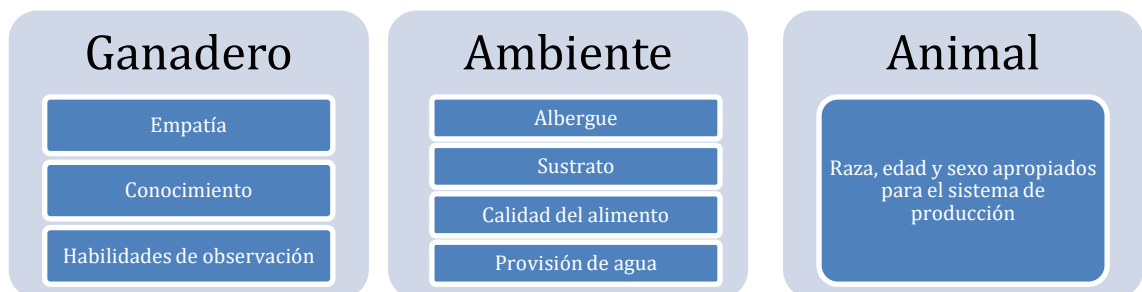 Ganadero
Empatía
Conocimiento
Habilidades de observación
Ambiente
Albergue
Sustrato
Calidad del alimento
Provisión de agua
Animal
Raza, edad y sexo apropiados
para el sistema de
producción